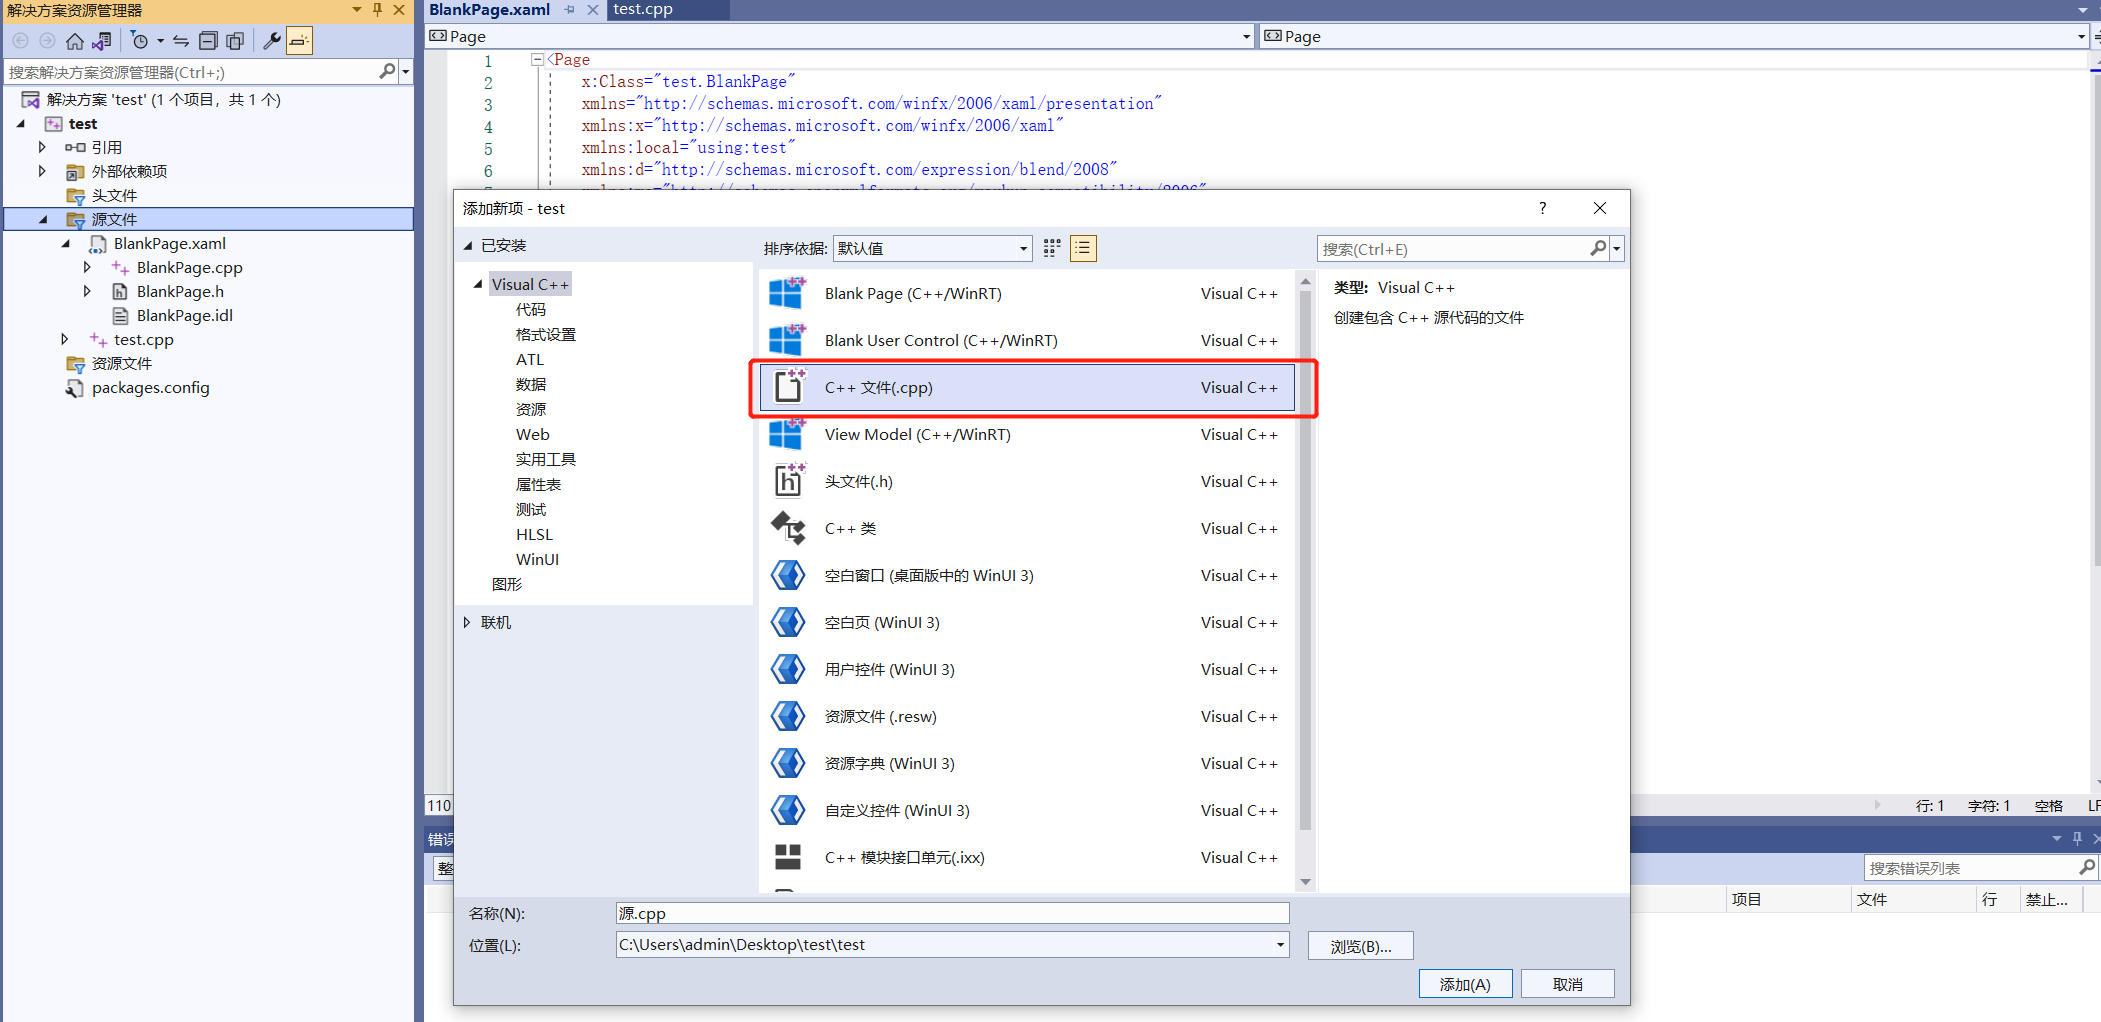 解决方案资源管理器
搜索解决方案资源管理器(Ctrl+;)
解决方案 'test' (1 个项目，共 1 个)
test
引用
外部依赖项
头文件
源文件
BlankPage.xaml
BlankPage.cpp
BlankPage.h
BlankPage.idl
test.cpp
资源文件
packages.config
BlankPage.xaml
test.cpp
Page
Page
1 <Page
2 x:Class="test.BlankPage"
3 xmlns="http://schemas.microsoft.com/winfx/2006/xaml/presentation"
4 xmlns:x="http://schemas.microsoft.com/winfx/2006/xaml"
5 xmlns:local="using:test"
6 xmlns:d="http://schemas.microsoft.com/expression/blend/2008"
添加新项 - test
?
已安装
Visual C++
代码
格式设置
ATL
数据
资源
Web
实用工具
属性表
测试
HLSL
WinUI
图形
联机
排序依据: 默认值
搜索(Ctrl+E)
Blank Page (C++/WinRT) Visual C++
Blank User Control (C++/WinRT) Visual C++
C++ 文件(.cpp) Visual C++
View Model (C++/WinRT) Visual C++
头文件(.h) Visual C++
C++ 类 Visual C++
空白窗口 (桌面版中的 WinUI 3) Visual C++
空白页 (WinUI 3) Visual C++
用户控件 (WinUI 3) Visual C++
资源文件 (.resw) Visual C++
资源字典 (WinUI 3) Visual C++
自定义控件 (WinUI 3) Visual C++
C++ 模块接口单元(.ixx) Visual C++
类型: Visual C++
创建包含 C++ 源代码的文件
名称(N): 源.cpp
位置(L): C:\Users\admin\Desktop\test\test
浏览(B)...
添加(A)
取消
110
行: 1 字符: 1 空格 LF
错误
整
搜索错误列表
项目 文件 行 禁止...